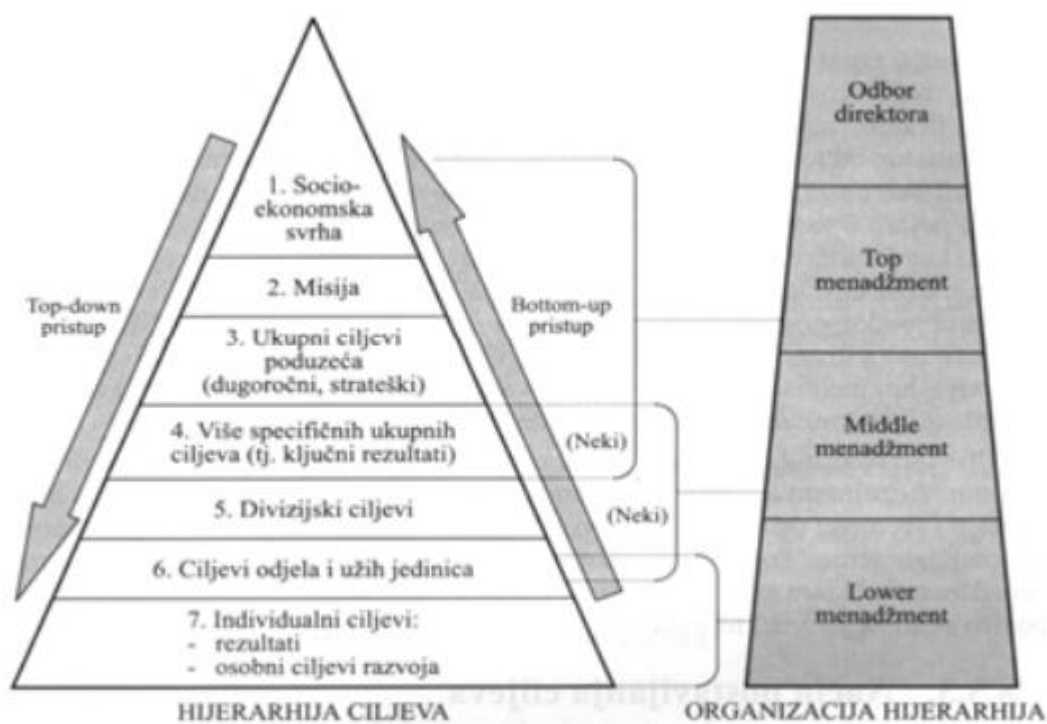 1. Socio-
ekonomska
svrha
2. Misija
3. Ukupni ciljevi
poduzeća
(dugoročni, strateški)
4. Više specifičnih ukupnih
ciljeva (tj. ključni rezultati)
5. Divizijski ciljevi
6. Ciljevi odjela i užih jedinica
7. Individualni ciljevi:
- rezultati
- osobni ciljevi razvoja
Top-down
pristup
Bottom-up
pristup
(Neki)
(Neki)
HIJERARHIJA CILJEVA
Odbor
direktora
Top
menadžment
Middle
menadžment
Lower
menadžment
ORGANIZACIJA HIJERARHIJA